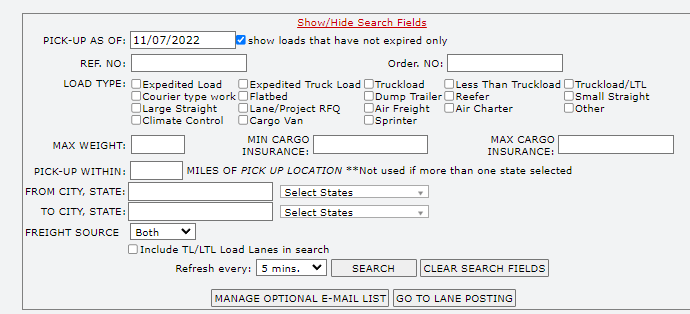 Show/Hide Search Fields
PICK-UP AS OF: 11/07/2022 show loads that have not expired only
REF. NO: Order. NO:
LOAD TYPE: Expedited Load Expedited Truck Load Truckload Less Than Truckload Truckload/LTL
Courier type work Flatbed Dump Trailer Reefer Small Straight
Large Straight Lane/Project RFQ Air Freight Air Charter Other
Climate Control Cargo Van Sprinter
MAX WEIGHT: MIN CARGO INSURANCE: MAX CARGO INSURANCE:
PICK-UP WITHIN: MILES OF PICK UP LOCATION **Not used if more than one state selected
FROM CITY, STATE: Select States
TO CITY, STATE: Select States
FREIGHT SOURCE Both
Include TL/LTL Load Lanes in search
Refresh every: 5 mins. SEARCH CLEAR SEARCH FIELDS
MANAGE OPTIONAL E-MAIL LIST GO TO LANE POSTING